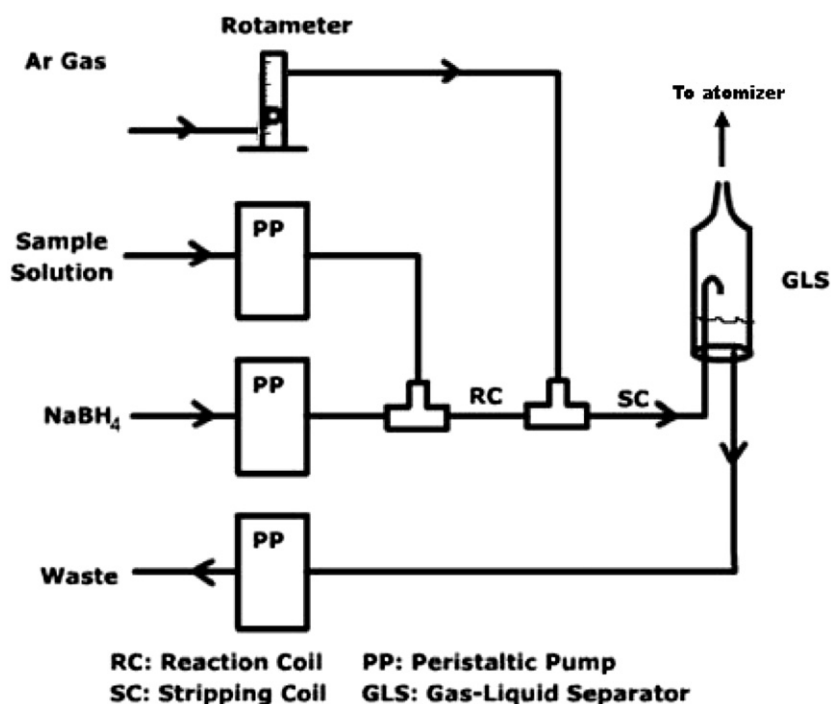 Rotameter
Ar Gas
To atomizer
PP
Sample
Solution
GLS
PP
NaBH4
RC
SC
PP
Waste
RC: Reaction Coil PP: Peristaltic Pump
SC: Stripping Coil GLS: Gas-Liquid Separator